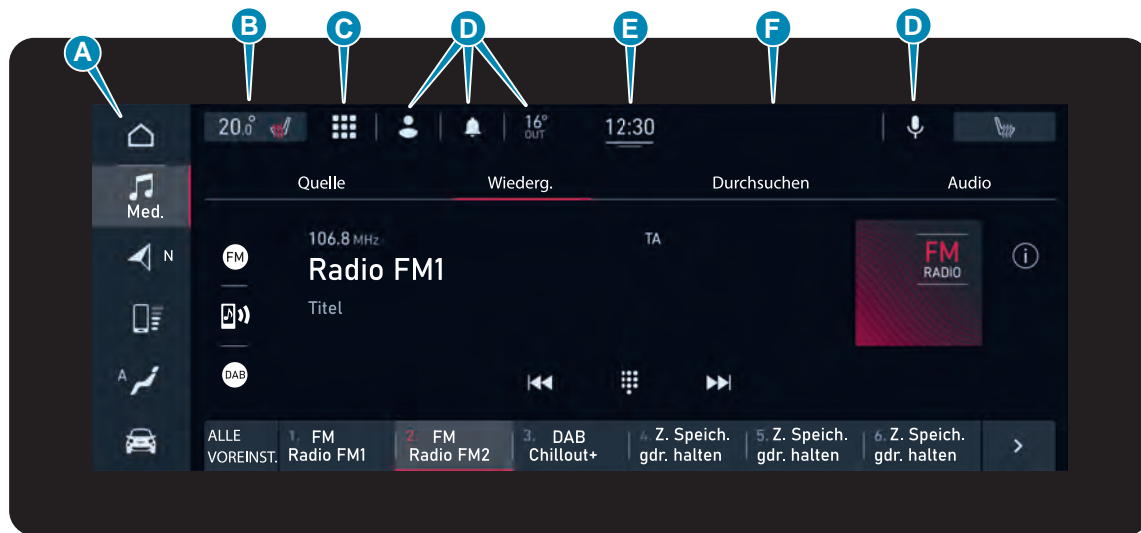 B C D E F D
A
20.0° 16° 12:30
OUT
Quelle Wiederg. Durchsuchen Audio
Med.
106.8 MHz TA
N FM Radio FM1 FM
RADIO
Titel
A DAB
ALLE VOREINST.
1. FM Radio FM1
2. FM Radio FM2
3. DAB Chillout+
4. Z. Speich. gdr. halten
5. Z. Speich. gdr. halten
6. Z. Speich. gdr. halten